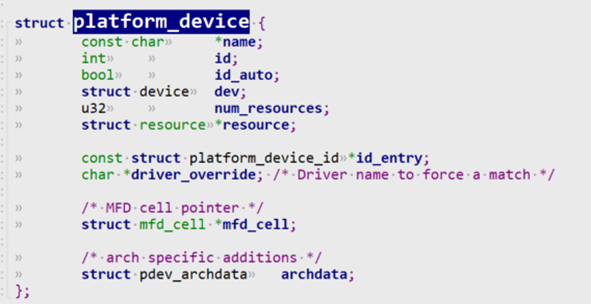 struct platform_device {
const char *name;
int id;
bool id_auto;
struct device dev;
u32 num_resources;
struct resource *resource;
const struct platform_device_id *id_entry;
char *driver_override; /* Driver name to force a match */
/* MFD cell pointer */
struct mfd_cell *mfd_cell;
/* arch specific additions */
struct pdev_archdata archdata;
};